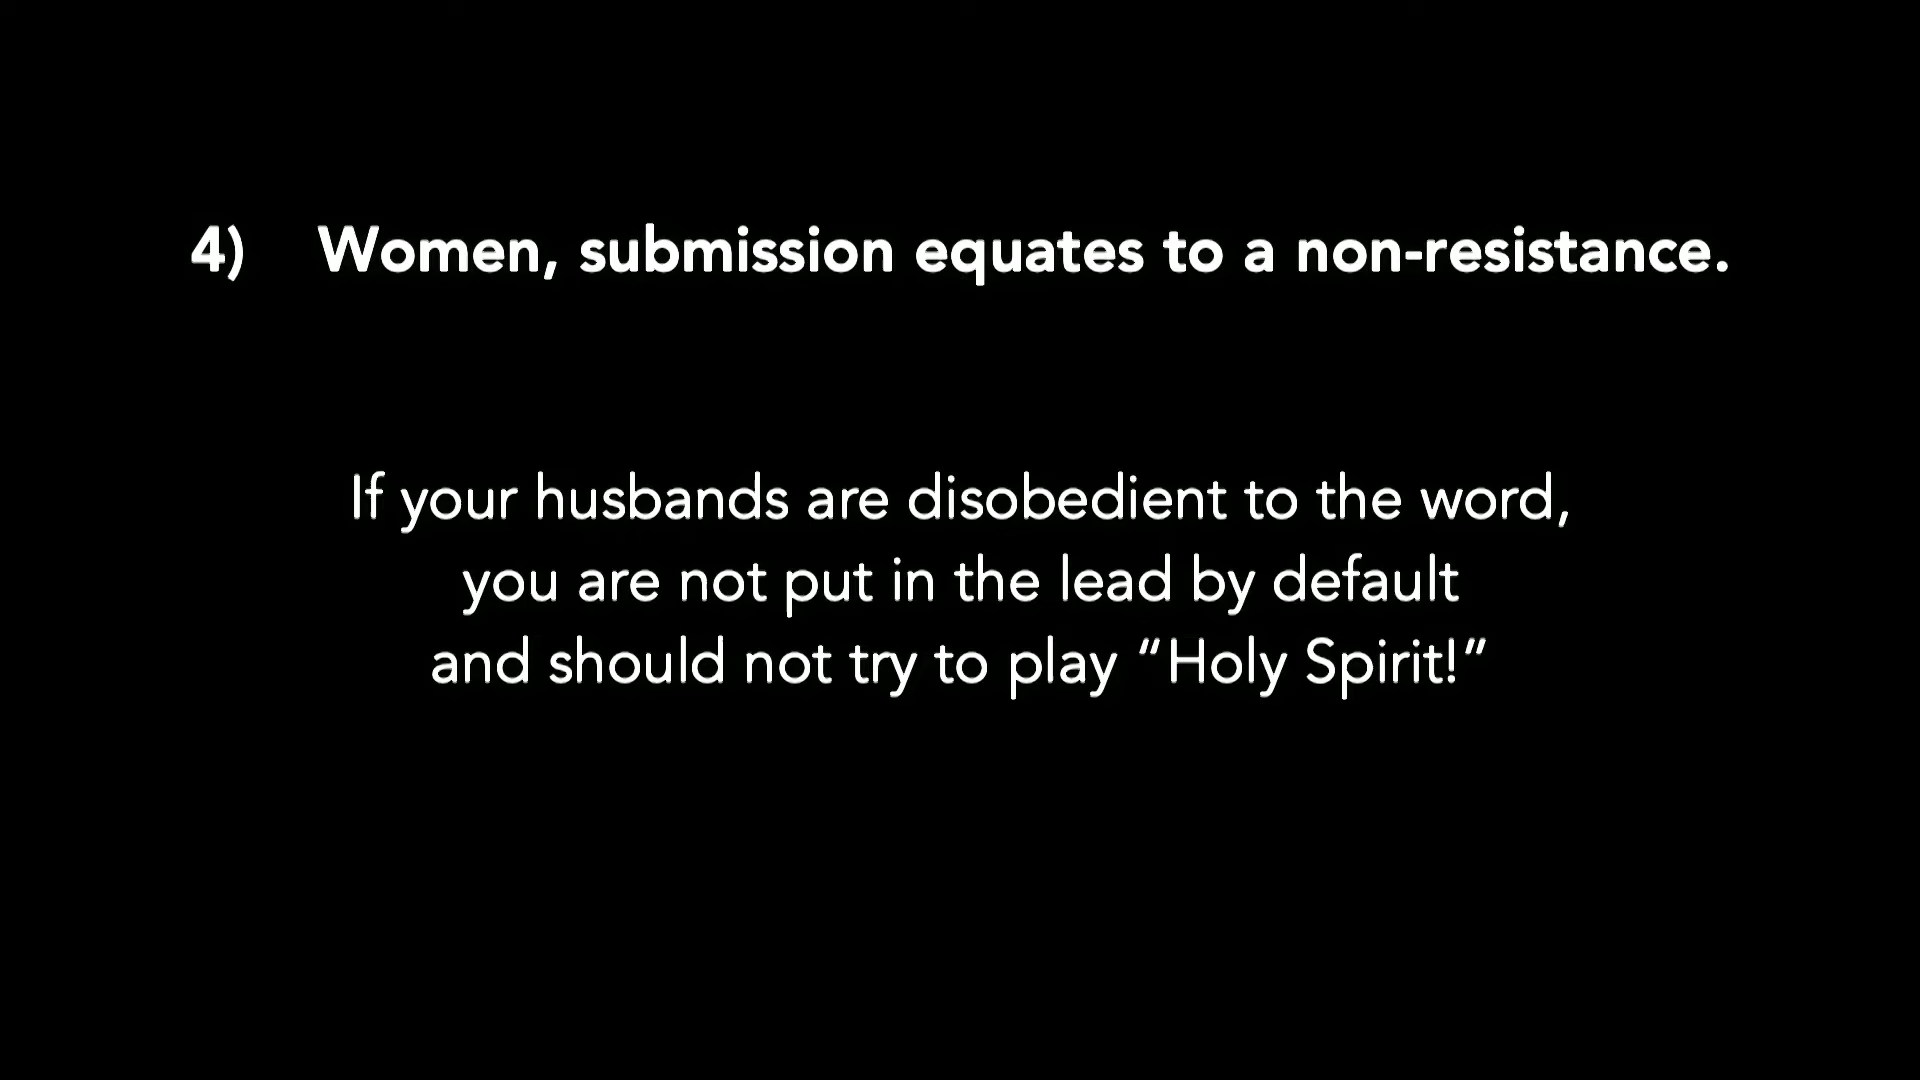 4) Women, submission equates to a non-resistance.
If your husbands are disobedient to the word,
you are not put in the lead by default
and should not try to play “Holy Spirit!”